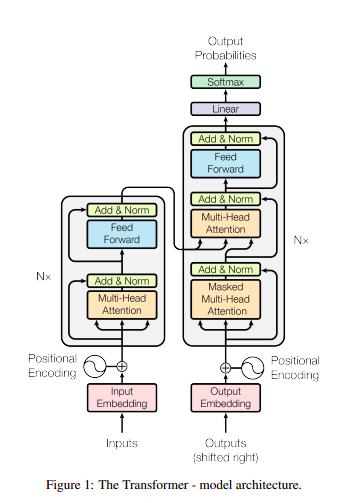 Output
Probabilities
Softmax
Linear
Add & Norm
Feed
Forward
Add & Norm
Multi-Head
Attention
Add & Norm
Masked
Multi-Head
Attention
N×
Add & Norm
Feed
Forward
Add & Norm
Multi-Head
Attention
N×
Positional
Encoding
Positional
Encoding
Input
Embedding
Output
Embedding
Inputs
Outputs
(shifted right)
Figure 1: The Transformer - model architecture.